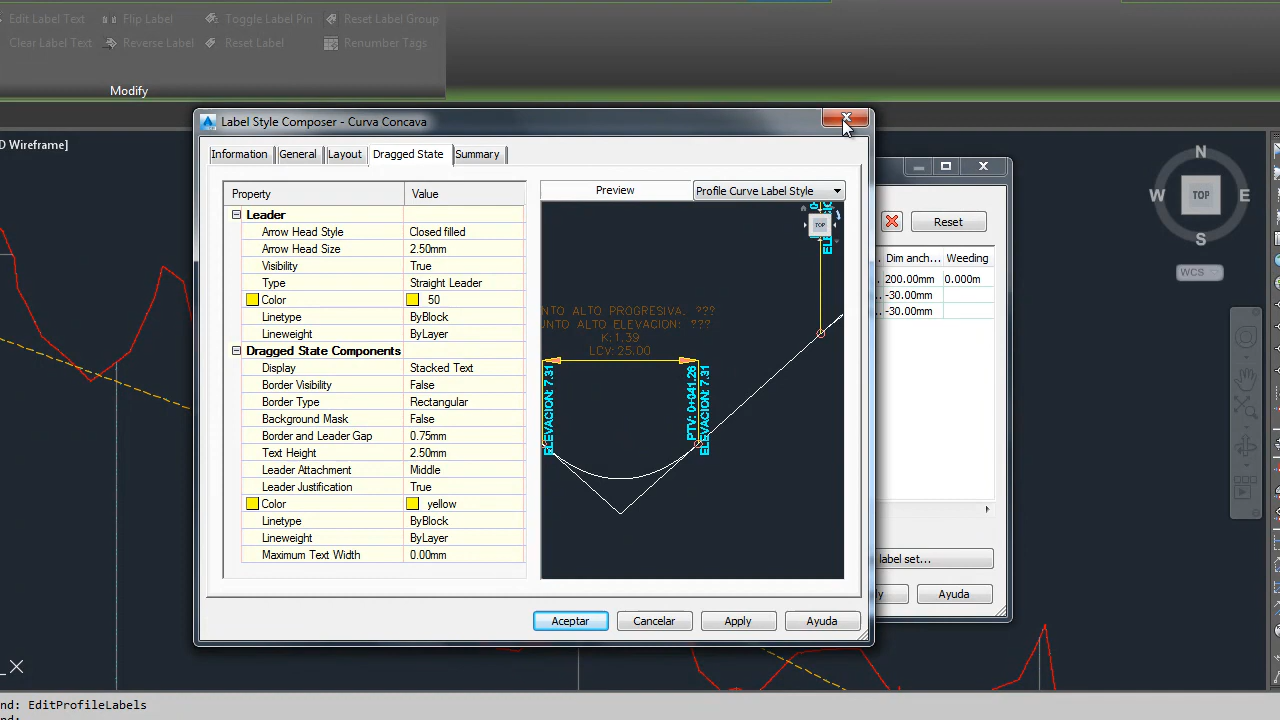 Edit Label Text
Flip Label
Toggle Label Pin
Reset Label Group
Clear Label Text
Reverse Label
Reset Label
Renumber Tags
Modify
Label Style Composer - Curva Concava
Information
General
Layout
Dragged State
Summary
D Wireframe]
Property
Value
Leader
Arrow Head Style Closed filled
Arrow Head Size 2.50mm
Visibility True
Type Straight Leader
Color 50
Linetype ByBlock
Lineweight ByLayer
Dragged State Components
Display Stacked Text
Border Visibility False
Border Type Rectangular
Background Mask False
Border and Leader Gap 0.75mm
Text Height 2.50mm
Leader Attachment Middle
Leader Justification True
Color yellow
Linetype ByBlock
Lineweight ByLayer
Maximum Text Width 0.00mm
Preview
Profile Curve Label Style
TOP
NTO ALTO PROGRESIVA. ???
UNTO ALTO ELEVACION: ???
K: 1.39
LCV: 25.00
ELEVACION: 7.31
PTV: 0+041.26
ELEVACION: 7.31
Aceptar
Cancelar
Apply
Ayuda
Reset
Dim anch...
Weeding
200.00mm 0.000m
-30.00mm
-30.00mm
label set...
ly
Ayuda
N
W
TOP
E
S
WCS
X
nd: EditProfileLabels
nd: